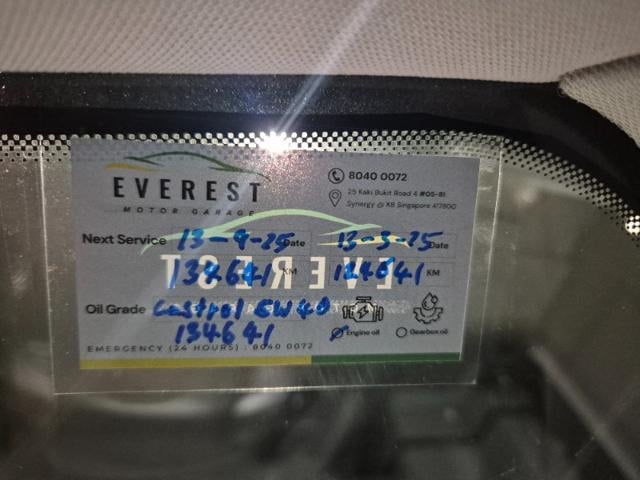 EVEREST
MOTOR GARAGE
8040 0072
25 Kaki Bukit Road 4 #05-81
Synergy @ KB Singapore 417800
Next Service 13-9-25 Date 13-3-25 Date
134641 KM 124641 KM
EVEREST
Oil Grade Castrol 5W40
134641 Engine oil Gearbox oil
EMERGENCY (24 HOURS) : 8040 0072